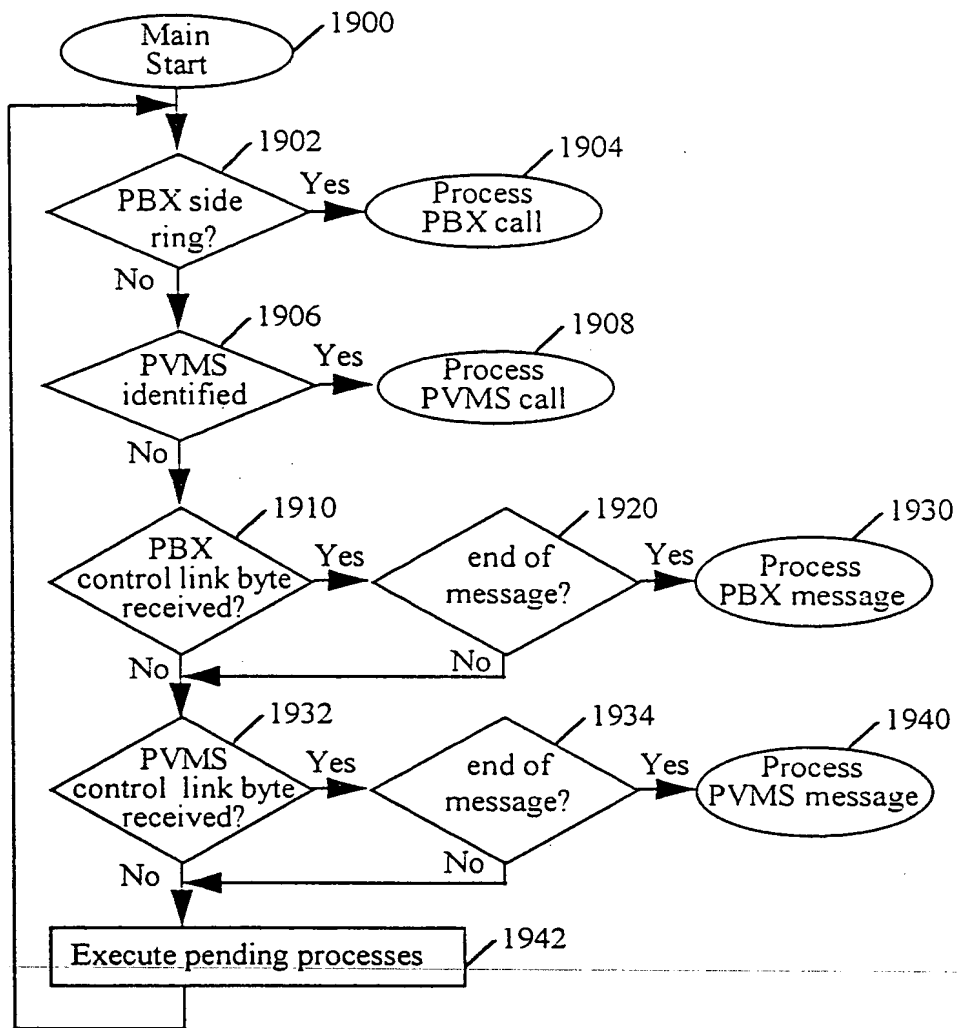 Main
Start
1900
PBX side
ring?
1902
Yes
Process
PBX call
1904
No
PVMS
identified
1906
Yes
Process
PVMS call
1908
No
PBX
control link byte
received?
1910
Yes
end of
message?
1920
Yes
Process
PBX message
1930
No
No
PVMS
control link byte
received?
1932
Yes
end of
message?
1934
Yes
Process
PVMS message
1940
No
No
Execute pending processes
1942